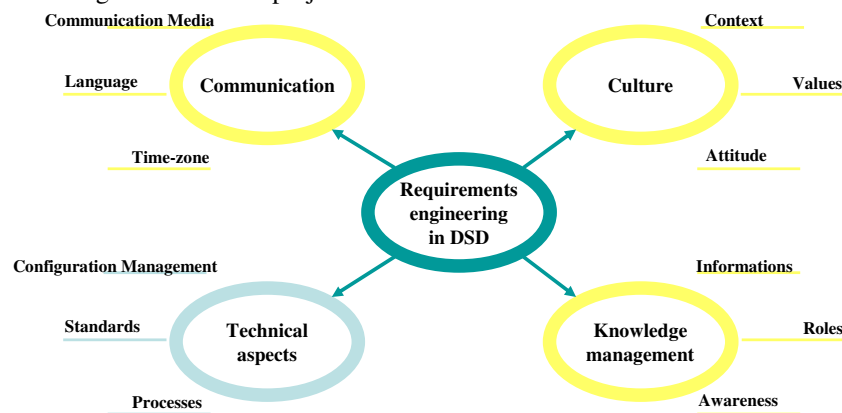 Communication Media
Context
Language
Communication
Culture
Values
Time-zone
Attitude
Requirements
engineering
in DSD
Configuration Management
Informations
Standards
Technical
aspects
Knowledge
management
Roles
Processes
Awareness